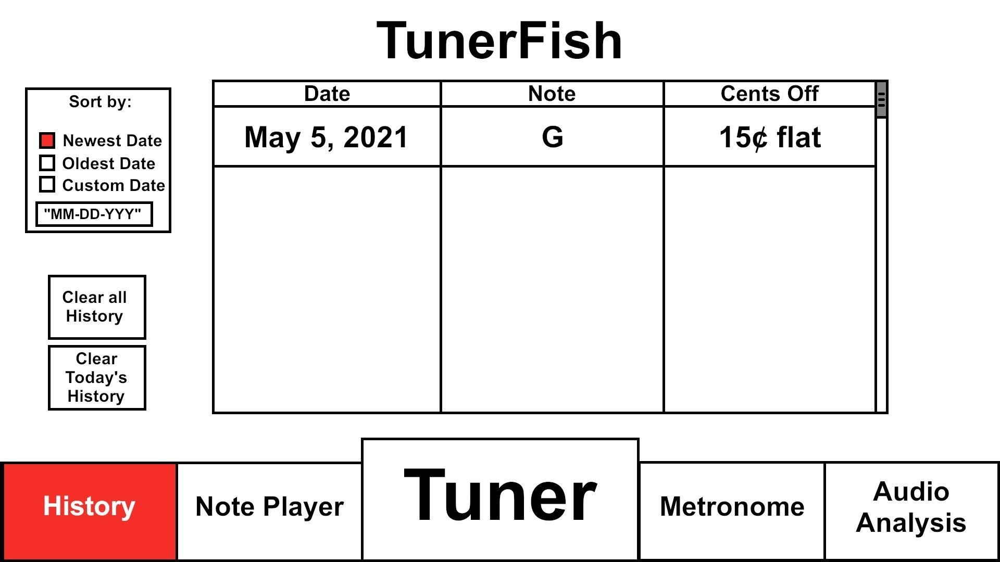 TunerFish
Sort by:
Newest Date
Oldest Date
Custom Date
"MM-DD-YYY"
Clear all
History
Clear
Today's
History
Date Note Cents Off
May 5, 2021 G 15¢ flat
History Note Player Tuner Metronome Audio
Analysis